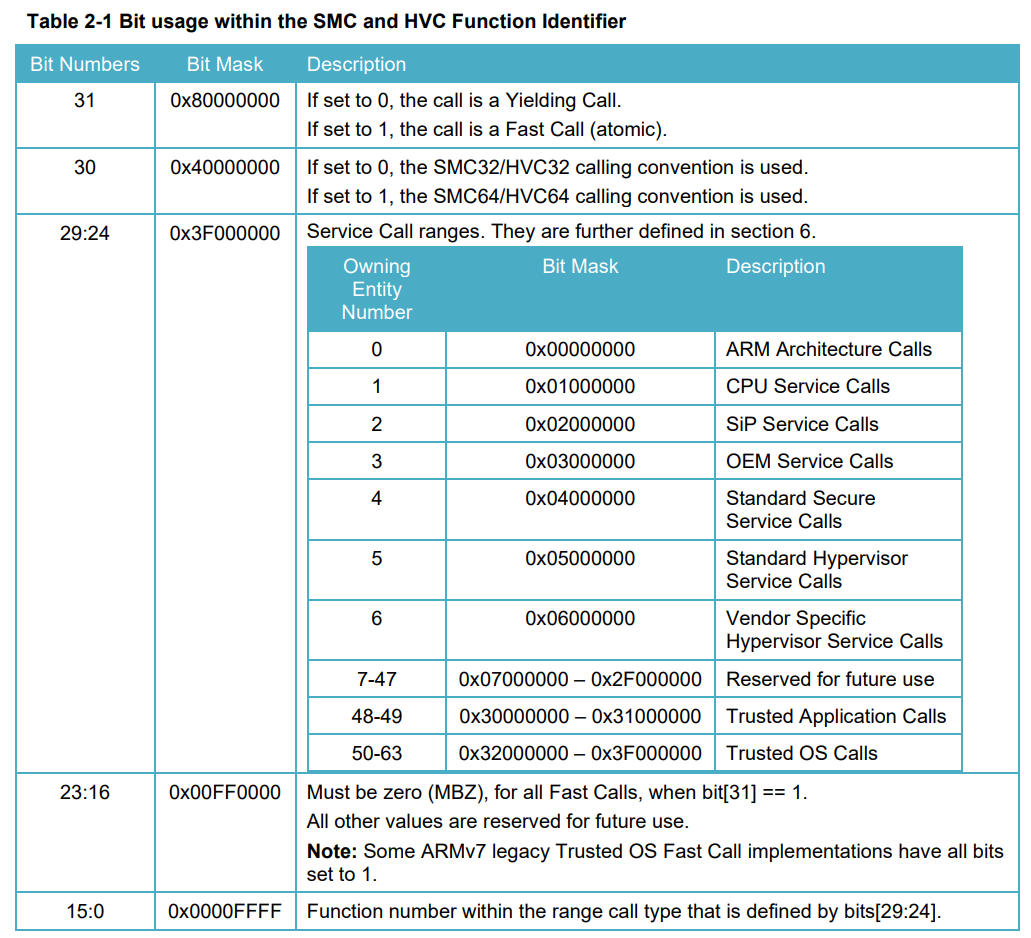 Table 2-1 Bit usage within the SMC and HVC Function Identifier
Bit Numbers Bit Mask Description
31 0x80000000 If set to 0, the call is a Yielding Call.
If set to 1, the call is a Fast Call (atomic).
30 0x40000000 If set to 0, the SMC32/HVC32 calling convention is used.
If set to 1, the SMC64/HVC64 calling convention is used.
29:24 0x3F000000 Service Call ranges. They are further defined in section 6.
Owning Bit Mask Description
Entity
Number
0 0x00000000 ARM Architecture Calls
1 0x01000000 CPU Service Calls
2 0x02000000 SiP Service Calls
3 0x03000000 OEM Service Calls
4 0x04000000 Standard Secure
Service Calls
5 0x05000000 Standard Hypervisor
Service Calls
6 0x06000000 Vendor Specific
Hypervisor Service Calls
7-47 0x07000000 – 0x2F000000 Reserved for future use
48-49 0x30000000 – 0x31000000 Trusted Application Calls
50-63 0x32000000 – 0x3F000000 Trusted OS Calls
23:16 0x00FF0000 Must be zero (MBZ), for all Fast Calls, when bit[31] == 1.
All other values are reserved for future use.
Note: Some ARMv7 legacy Trusted OS Fast Call implementations have all bits
set to 1.
15:0 0x0000FFFF Function number within the range call type that is defined by bits[29:24].